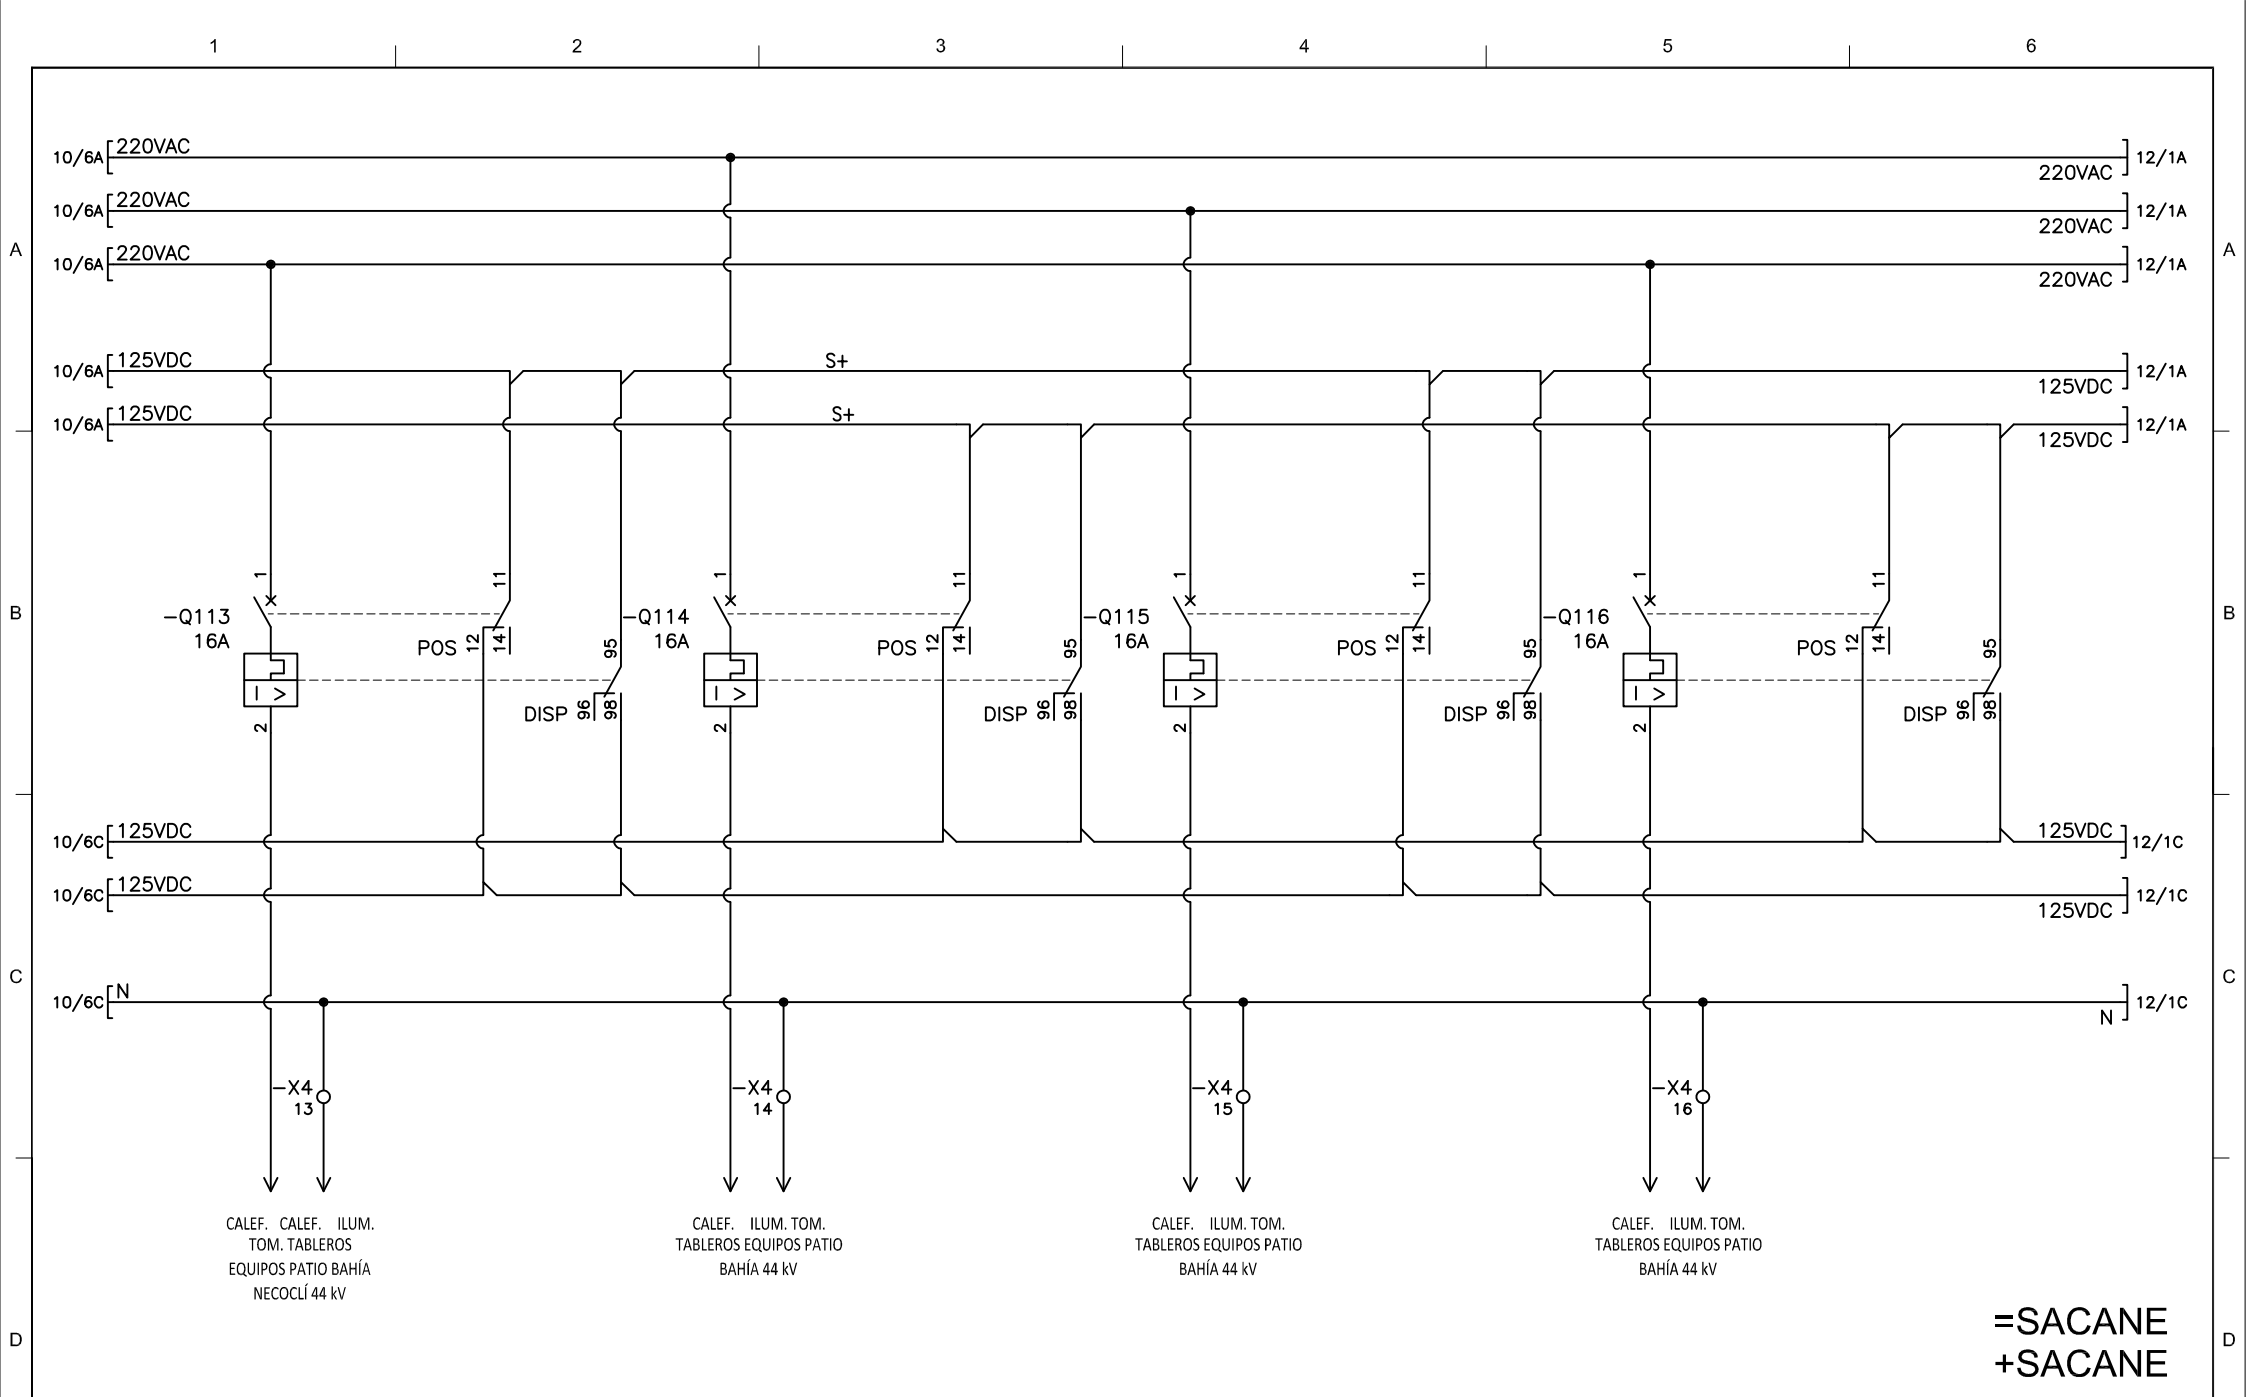 1 2 3 4 5 6
10/6A 220VAC 220VAC 12/1A
10/6A 220VAC 220VAC 12/1A
A 10/6A 220VAC 220VAC 12/1A A
10/6A 125VDC S+ 125VDC 12/1A
10/6A 125VDC S+ 125VDC 12/1A
1 11 1 11 1 11 1 11
B -Q113 -Q114 -Q115 -Q116 B
16A 16A 16A 16A
POS 12 14 95 POS 12 14 95 POS 12 14 95 POS 12 14 95
I > I > I > I >
DISP 96 98 DISP 96 98 DISP 96 98 DISP 96 98
2 2 2 2
10/6C 125VDC 125VDC 12/1C
10/6C 125VDC 125VDC 12/1C
C C
10/6C N N 12/1C
-X4 -X4 -X4 -X4
13 14 15 16
CALEF. CALEF. ILUM.
TOM. TABLEROS
EQUIPOS PATIO BAHÍA
NECOCLÍ 44 kV
CALEF. ILUM. TOM.
TABLEROS EQUIPOS PATIO
BAHÍA 44 kV
CALEF. ILUM. TOM.
TABLEROS EQUIPOS PATIO
BAHÍA 44 kV
CALEF. ILUM. TOM.
TABLEROS EQUIPOS PATIO
BAHÍA 44 kV
=SACANE
D D
+SACANE